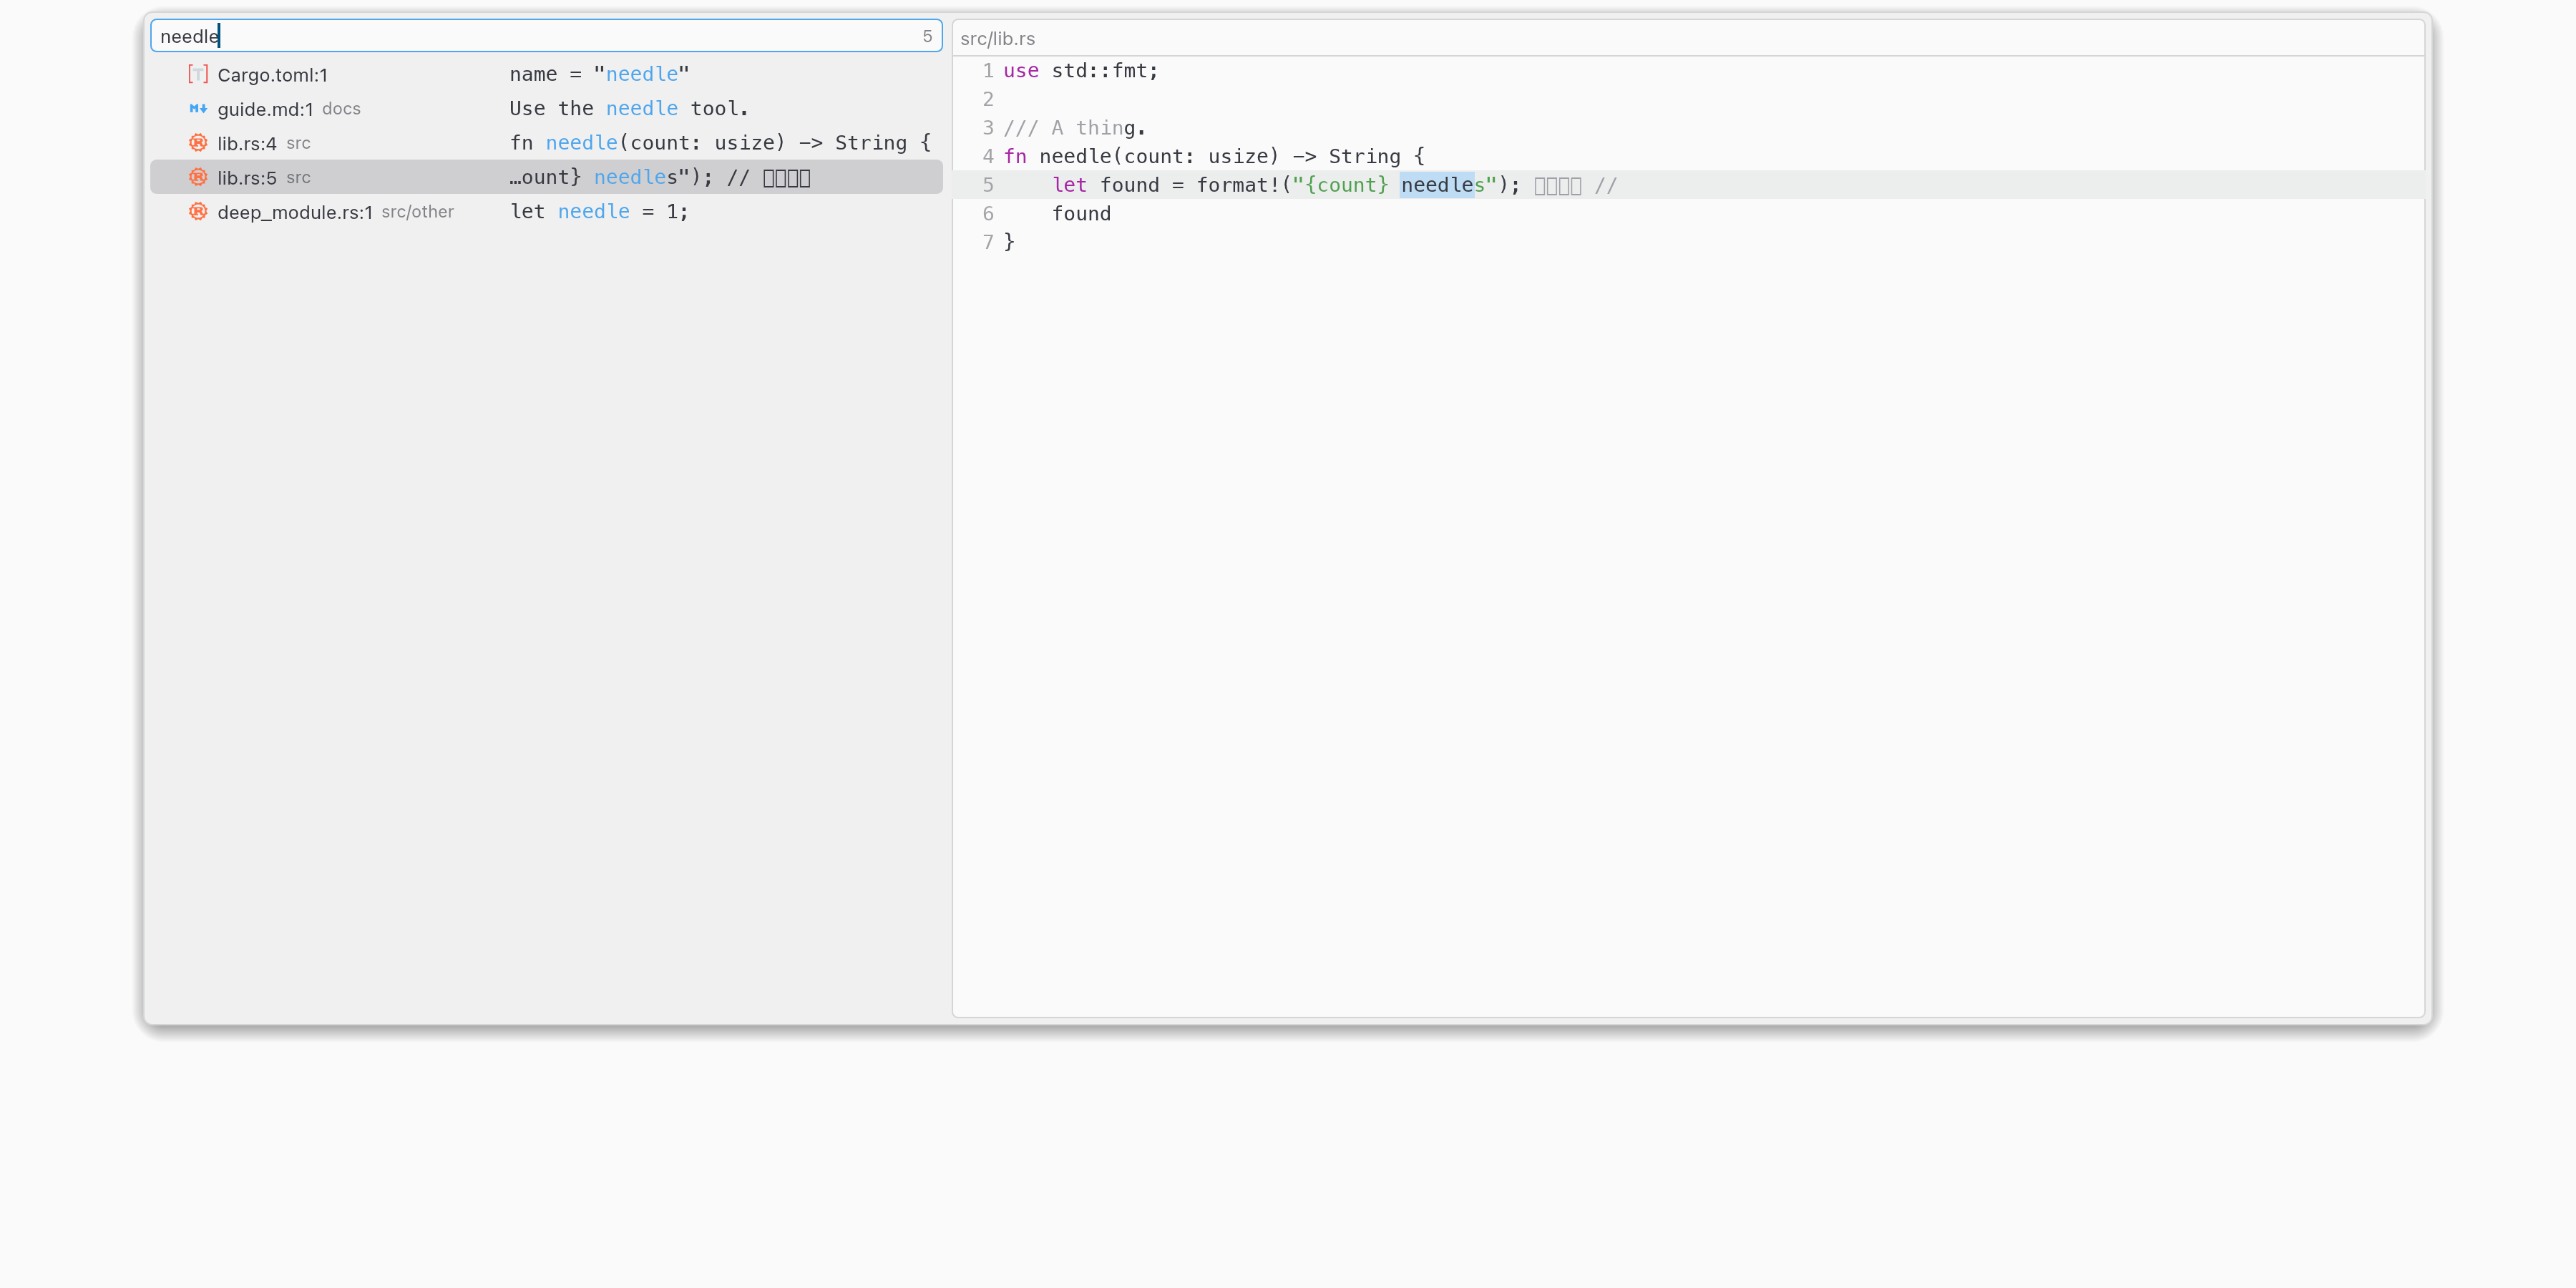 needle 5
Cargo.toml:1 name = "needle"
guide.md:1 docs Use the needle tool.
lib.rs:4 src fn needle(count: usize) -> String {
lib.rs:5 src …ount} needles"); // □□□□
deep_module.rs:1 src/other let needle = 1;
src/lib.rs
1 use std::fmt;
2
3 /// A thing.
4 fn needle(count: usize) -> String {
5 let found = format!("{count} needles"); □□□□ //
6 found
7 }